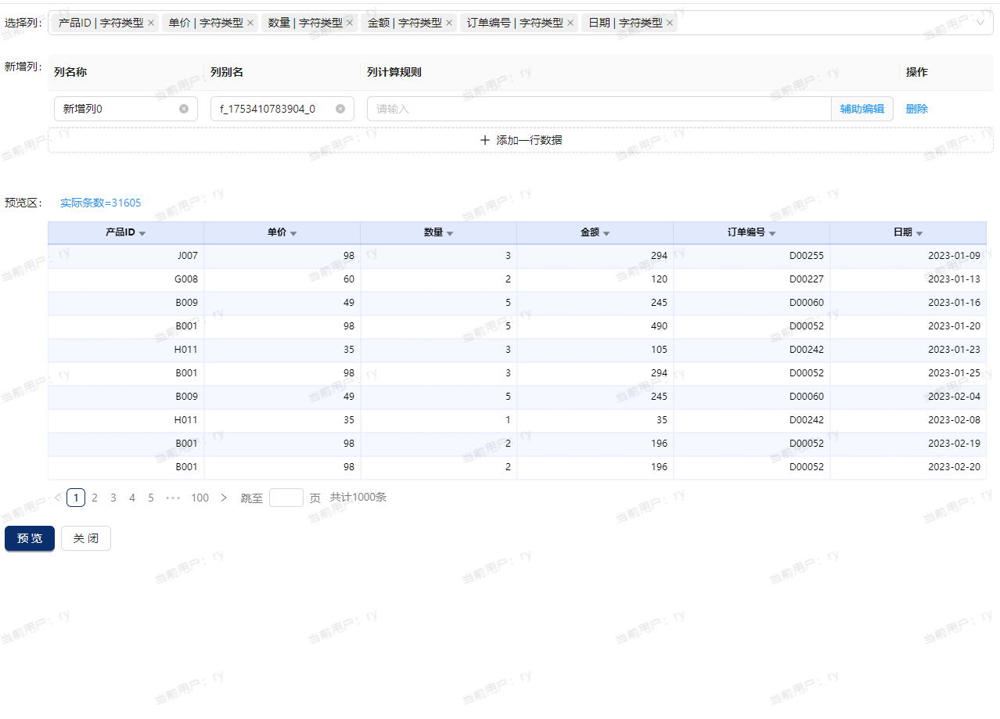 选择列: 产品ID | 字符类型 × 单价 | 字符类型 × 数量 | 字符类型 × 金额 | 字符类型 × 订单编号 | 字符类型 × 日期 | 字符类型 ×
新增列: 列名称 列别名 列计算规则 操作
新增列0 f_1753410783904_0 请输入 辅助编辑 删除
+ 添加一行数据
预览区: 实际条数=31605
产品ID 单价 数量 金额 订单编号 日期
J007 98 3 294 D00255 2023-01-09
G008 60 2 120 D00227 2023-01-13
B009 49 5 245 D00060 2023-01-16
B001 98 5 490 D00052 2023-01-20
H011 35 3 105 D00242 2023-01-23
B001 98 3 294 D00052 2023-01-25
B009 49 5 245 D00060 2023-02-04
H011 35 1 35 D00242 2023-02-08
B001 98 2 196 D00052 2023-02-19
B001 98 2 196 D00052 2023-02-20
< 1 2 3 4 5 ••• 100 > 跳至 页 共计1000条
预 览 关 闭
当前用户: ry